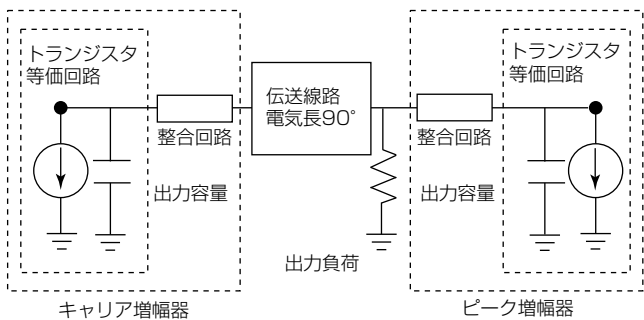 トランジスタ
等価回路
整合回路
出力容量
キャリア増幅器
伝送線路
電気長90°
出力負荷
トランジスタ
等価回路
整合回路
出力容量
ピーク増幅器